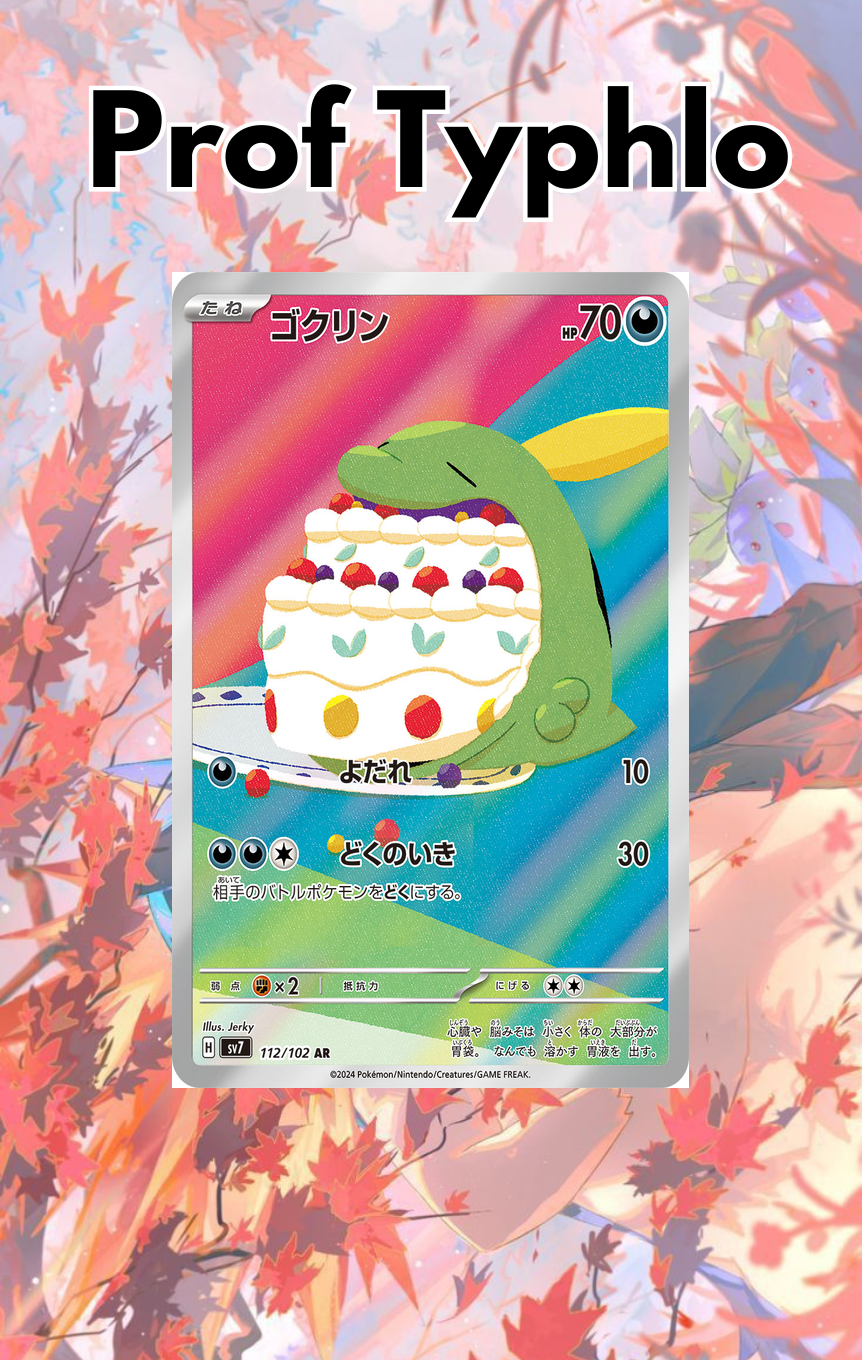 Prof Typhlo
たね
ゴクリン
HP70
よだれ 10
どくのいき 30
相手のバトルポケモンをどくにする。
弱点 ×2 抵抗力 にげる
Illus. Jerky
心臓や 脳みそは 小さく 体の 大部分が
胃袋。 なんでも 溶かす 胃液を 出す。
H sv7 112/102 AR
©2024 Pokémon/Nintendo/Creatures/GAME FREAK.